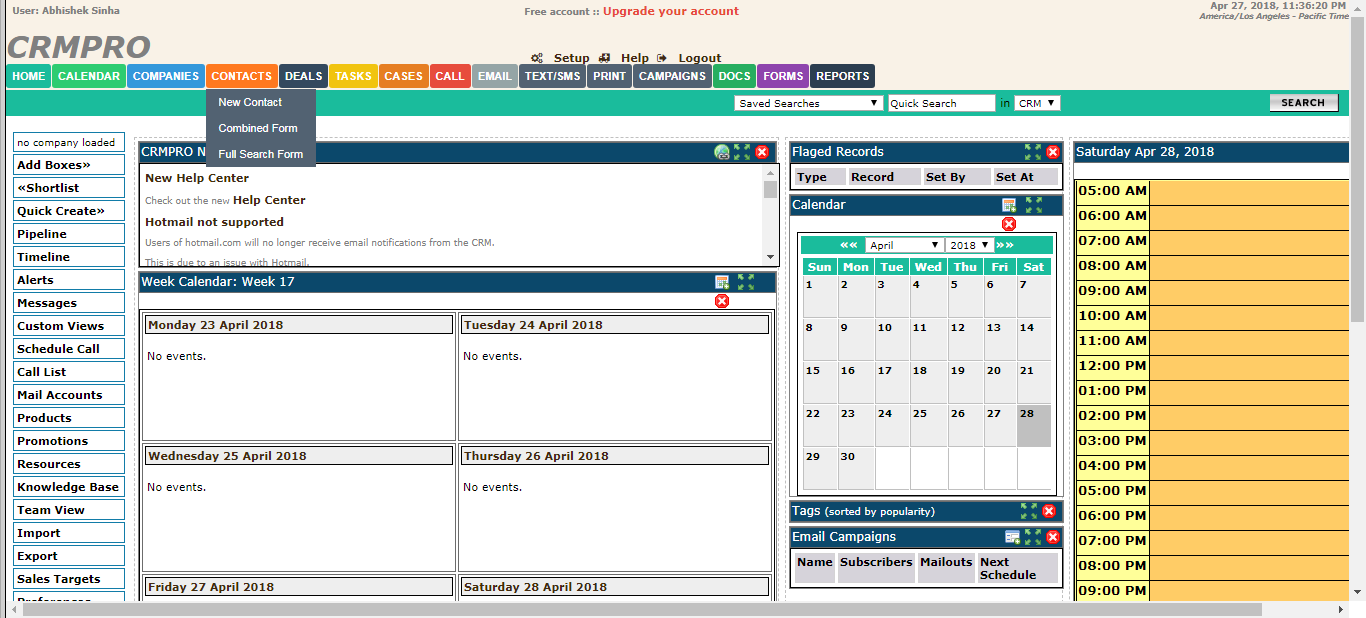 User: Abhishek Sinha
Free account :: Upgrade your account
Apr 27, 2018, 11:36:20 PM
America/Los Angeles - Pacific Time
CRMPRO
Setup Help Logout
HOME CALENDAR COMPANIES CONTACTS DEALS TASKS CASES CALL EMAIL TEXT/SMS PRINT CAMPAIGNS DOCS FORMS REPORTS
New Contact
Combined Form
Full Search Form
Saved Searches Quick Search in CRM SEARCH
no company loaded
Add Boxes»
«Shortlist
Quick Create»
Pipeline
Timeline
Alerts
Messages
Custom Views
Schedule Call
Call List
Mail Accounts
Products
Promotions
Resources
Knowledge Base
Team View
Import
Export
Sales Targets
CRMPRO N
New Help Center
Check out the new Help Center
Hotmail not supported
Users of hotmail.com will no longer receive email notifications from the CRM.
This is due to an issue with Hotmail.
Week Calendar: Week 17
Monday 23 April 2018
No events.
Tuesday 24 April 2018
No events.
Wednesday 25 April 2018
No events.
Thursday 26 April 2018
No events.
Friday 27 April 2018
Saturday 28 April 2018
Flaged Records
Type Record Set By Set At
Calendar
«« April 2018 »»
Sun Mon Tue Wed Thu Fri Sat
1 2 3 4 5 6 7
8 9 10 11 12 13 14
15 16 17 18 19 20 21
22 23 24 25 26 27 28
29 30
Tags (sorted by popularity)
Email Campaigns
Name Subscribers Mailouts Next Schedule
Saturday Apr 28, 2018
05:00 AM
06:00 AM
07:00 AM
08:00 AM
09:00 AM
10:00 AM
11:00 AM
12:00 PM
01:00 PM
02:00 PM
03:00 PM
04:00 PM
05:00 PM
06:00 PM
07:00 PM
08:00 PM
09:00 PM